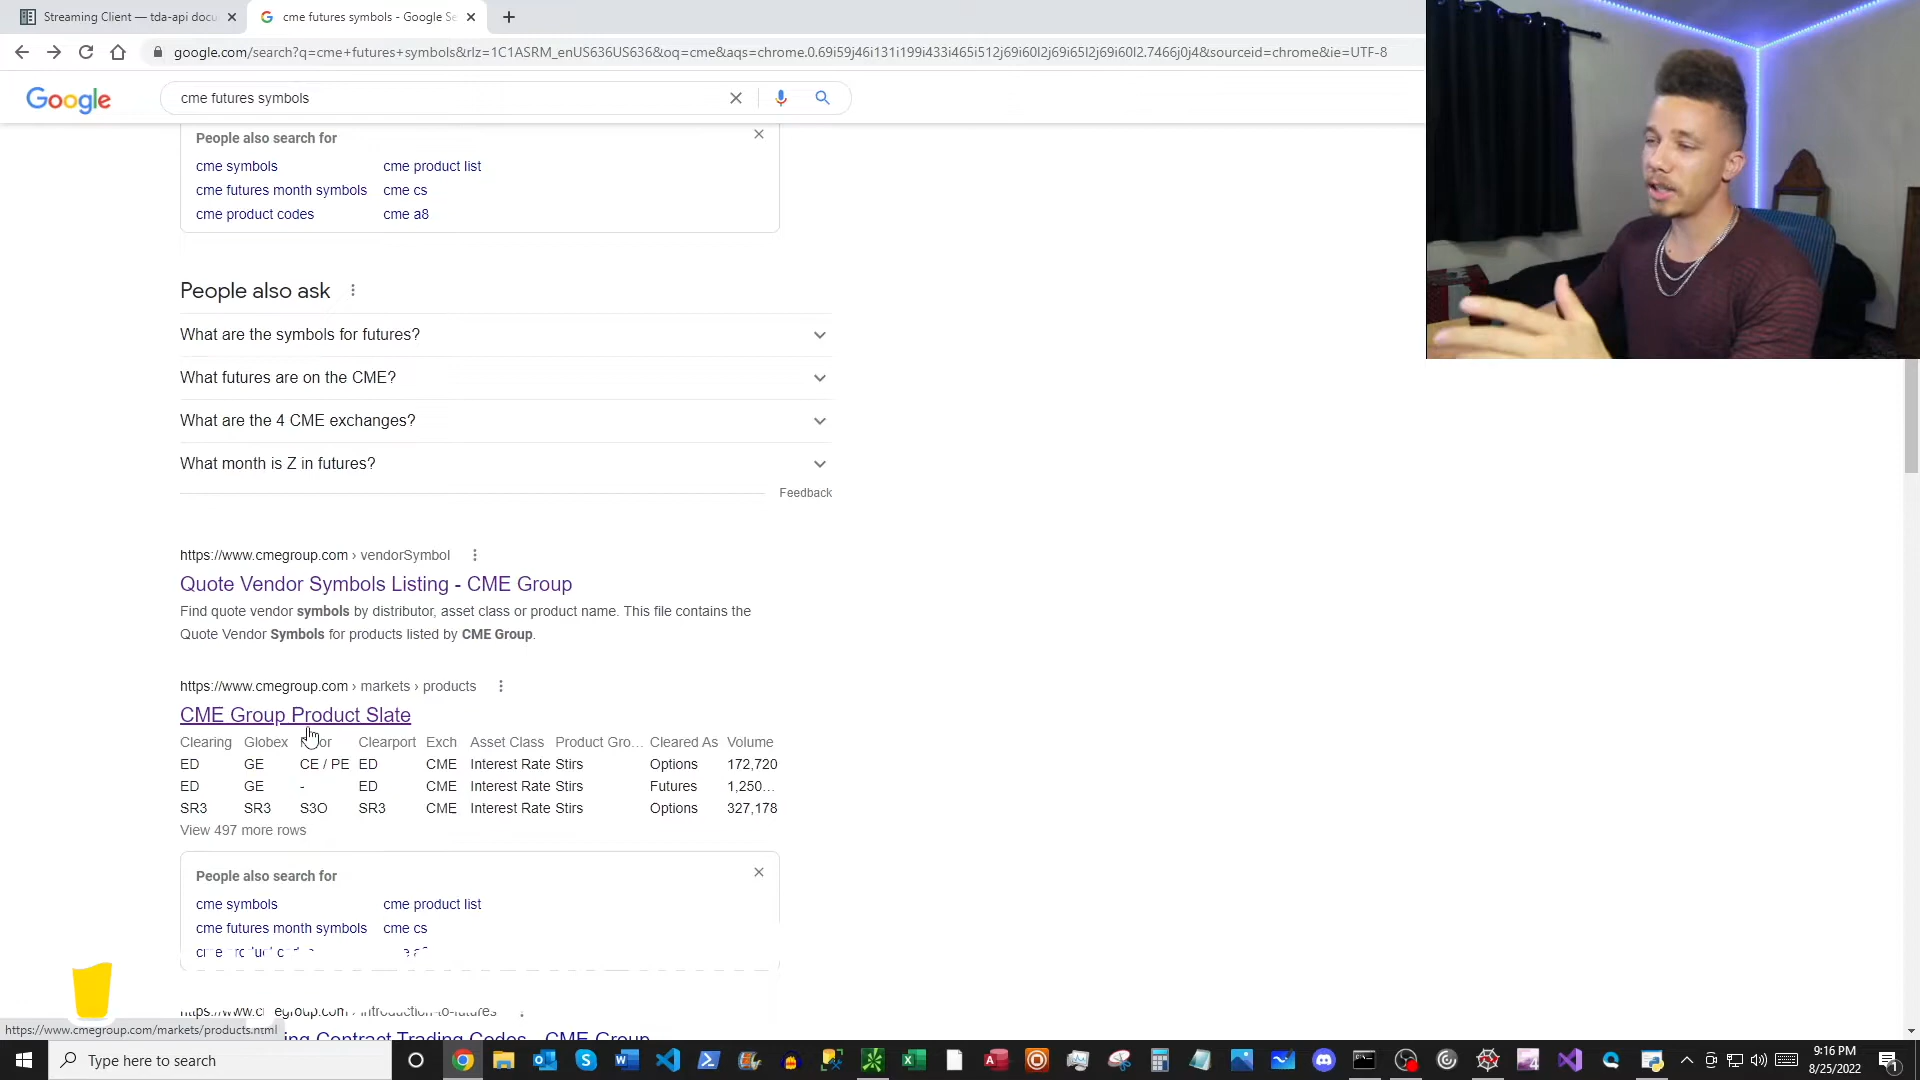 Streaming Client — tda-api docu
cme futures symbols - Google Se
google.com/search?q=cme+futures+symbols&rlz=1C1ASRM_enUS636US636&oq=cme&aqs=chrome.0.69i59j46i131i199i433i465i512j69i60l2j69i65l2j69i60l2.7466j0j4&sourceid=chrome&ie=UTF-8
Google
cme futures symbols
People also search for
cme symbols cme product list
cme futures month symbols cme cs
cme product codes cme a8
People also ask
What are the symbols for futures?
What futures are on the CME?
What are the 4 CME exchanges?
What month is Z in futures?
Feedback
https://www.cmegroup.com › vendorSymbol
Quote Vendor Symbols Listing - CME Group
Find quote vendor symbols by distributor, asset class or product name. This file contains the
Quote Vendor Symbols for products listed by CME Group.
https://www.cmegroup.com › markets › products
CME Group Product Slate
Clearing Globex Clearport Exch Asset Class Product Gro... Cleared As Volume
ED GE CE / PE ED CME Interest Rate Stirs Options 172,720
ED GE - ED CME Interest Rate Stirs Futures 1,250...
SR3 SR3 S3O SR3 CME Interest Rate Stirs Options 327,178
View 497 more rows
People also search for
cme symbols cme product list
cme futures month symbols cme cs
https://www.cmegroup.com/markets/products.html
Contract Trading Codes - CME Group
Type here to search
9:16 PM
8/25/2022